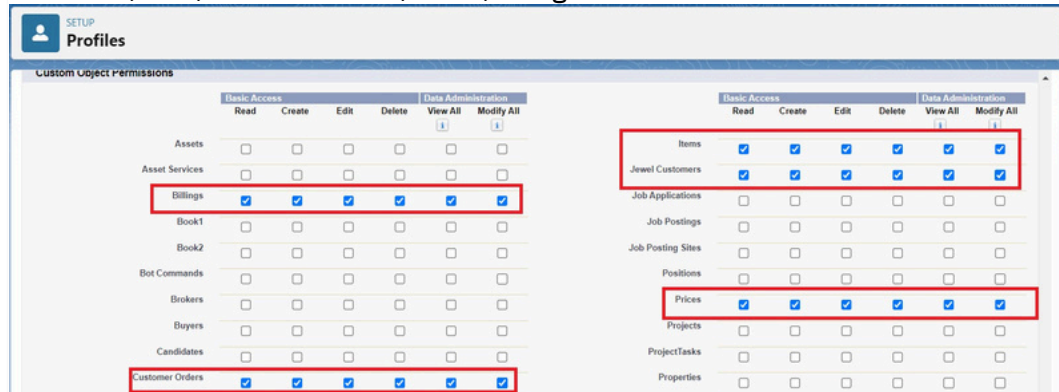 SETUP
Profiles
Custom Object Permissions
Basic Access Data Administration
Read Create Edit Delete View All Modify All
Assets
Asset Services
Billings
Book1
Book2
Bot Commands
Brokers
Buyers
Candidates
Customer Orders
Basic Access Data Administration
Read Create Edit Delete View All Modify All
Items
Jewel Customers
Job Applications
Job Postings
Job Posting Sites
Positions
Prices
Projects
ProjectTasks
Properties